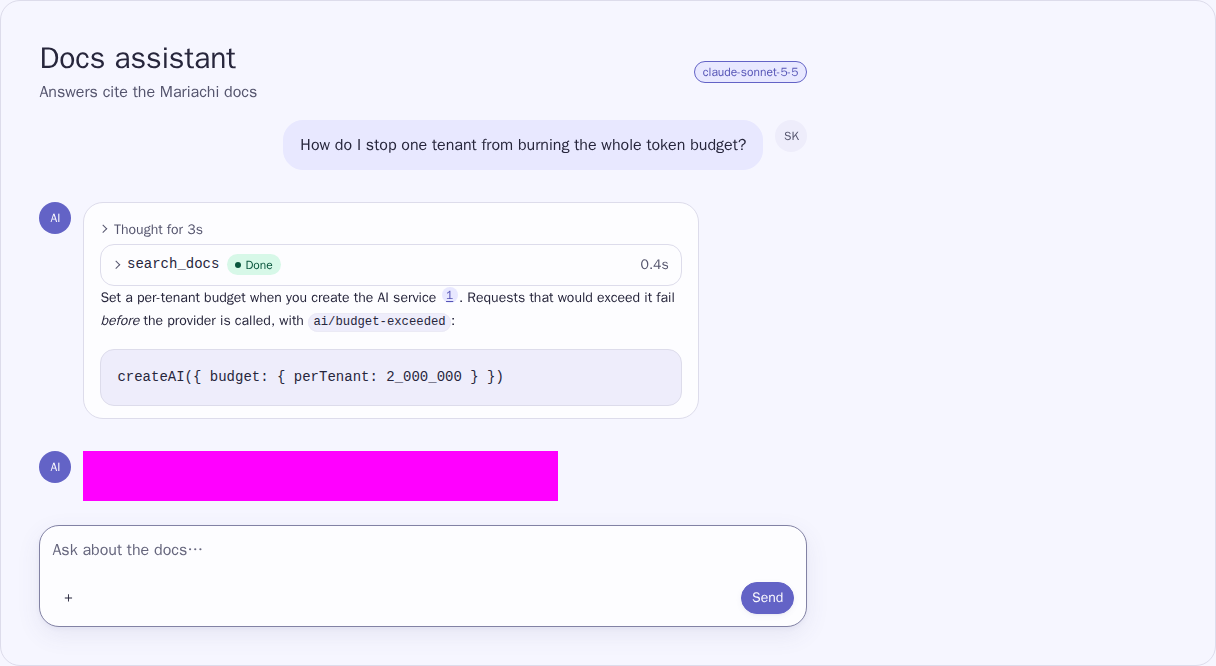 Docs assistant
claude-sonnet-5-5
Answers cite the Mariachi docs
How do I stop one tenant from burning the whole token budget?
SK
AI
Thought for 3s
search_docs
Done
0.4s
Set a per-tenant budget when you create the AI service 1. Requests that would exceed it fail
before the provider is called, with ai/budget-exceeded:
createAI({ budget: { perTenant: 2_000_000 } })
AI
Ask about the docs⋯
+
Send